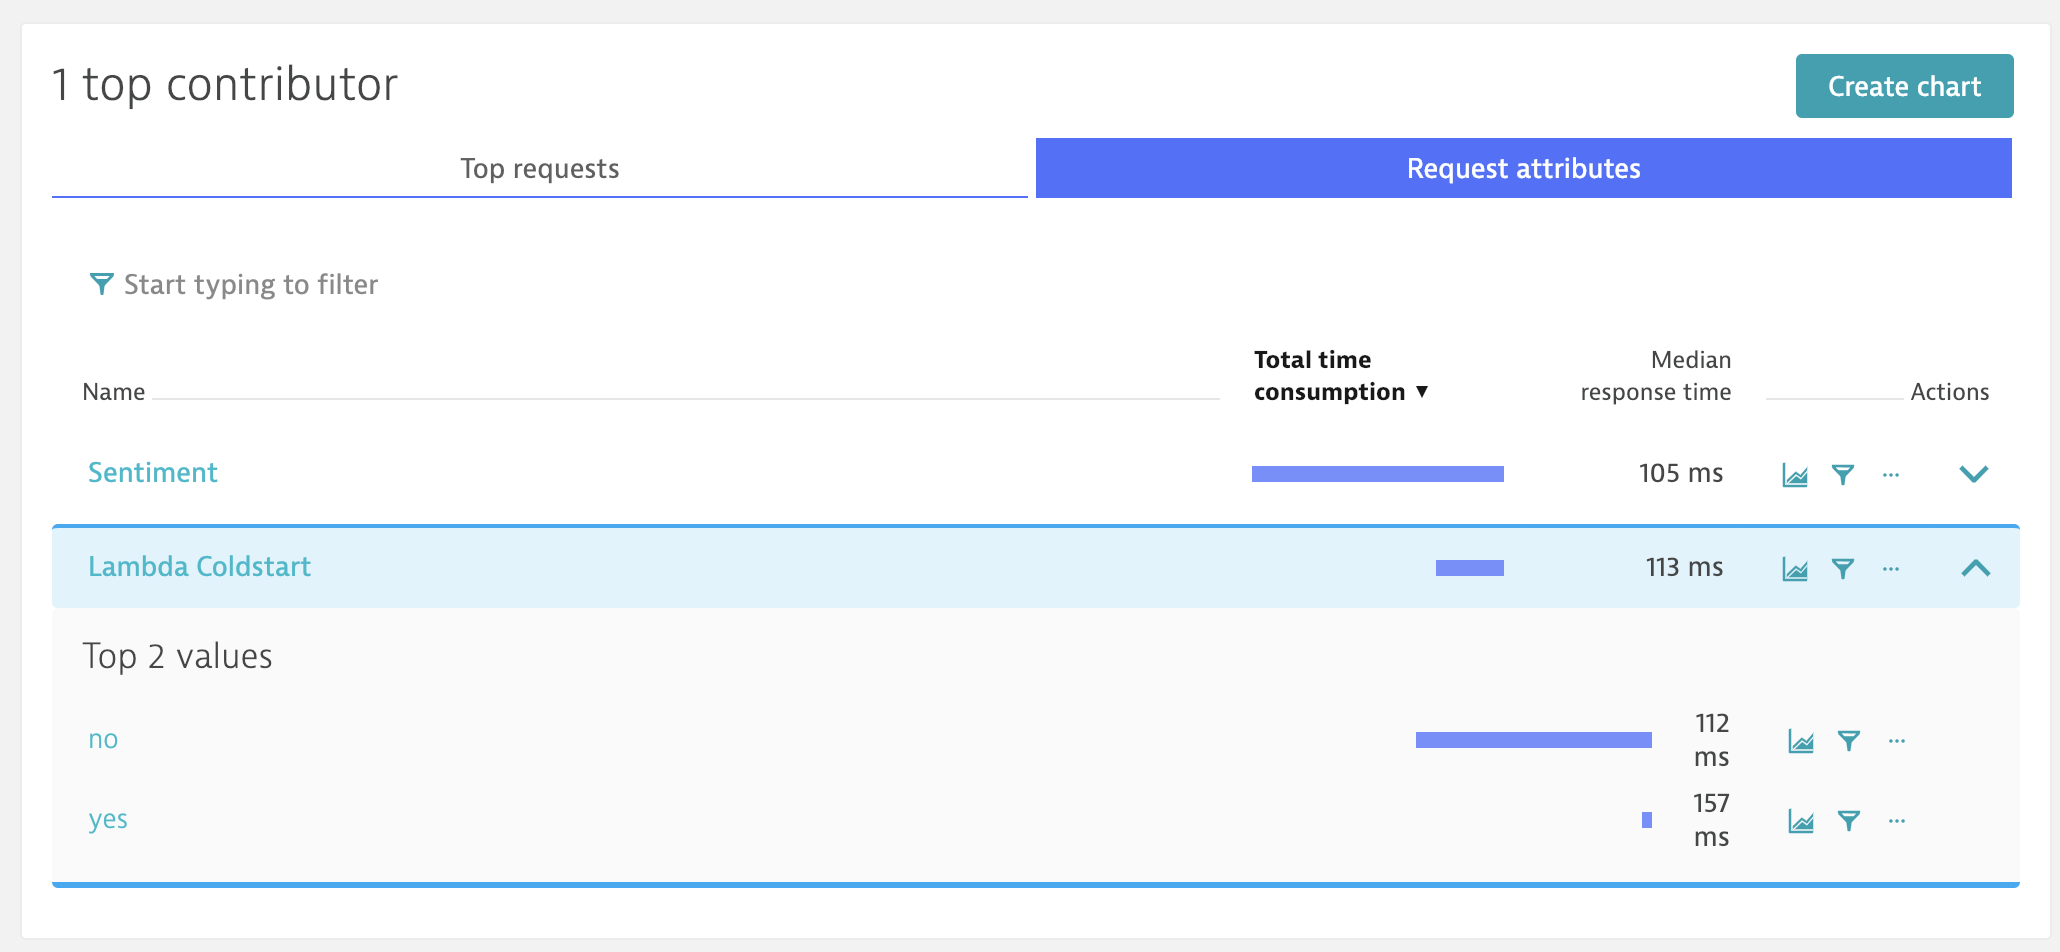 1 top contributor
Create chart
Top requests
Request attributes
Start typing to filter
Name
Total time
consumption ▼
Median
response time
Actions
Sentiment
105 ms
Lambda Coldstart
113 ms
Top 2 values
no
112
ms
yes
157
ms